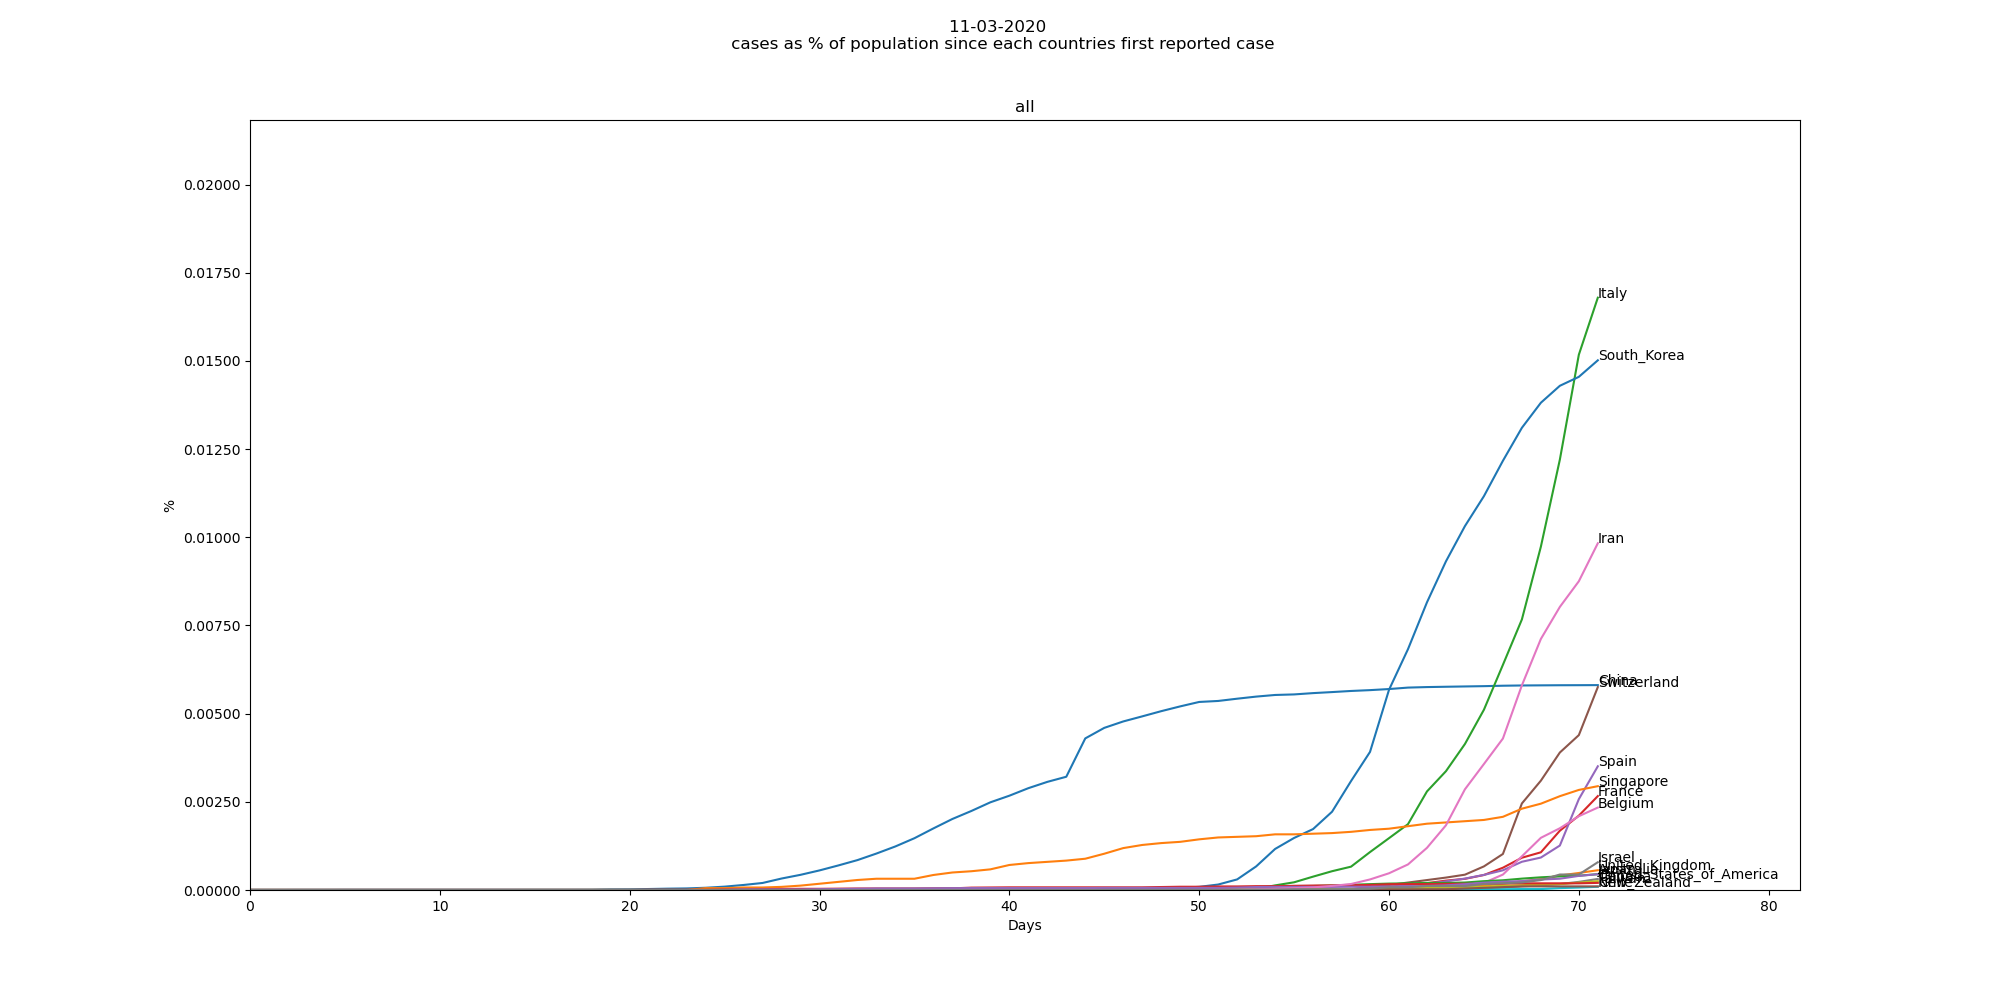 11-03-2020
cases as % of population since each countries first reported case
all
0.02000
0.01750
0.01500
0.01250
0.01000
0.00750
0.00500
0.00250
0.00000
%
Italy
South_Korea
Iran
China
Switzerland
Spain
Singapore
France
Belgium
Israel
United_Kingdom
United_States_of_America
New_Zealand
0 10 20 30 40 50 60 70 80
Days